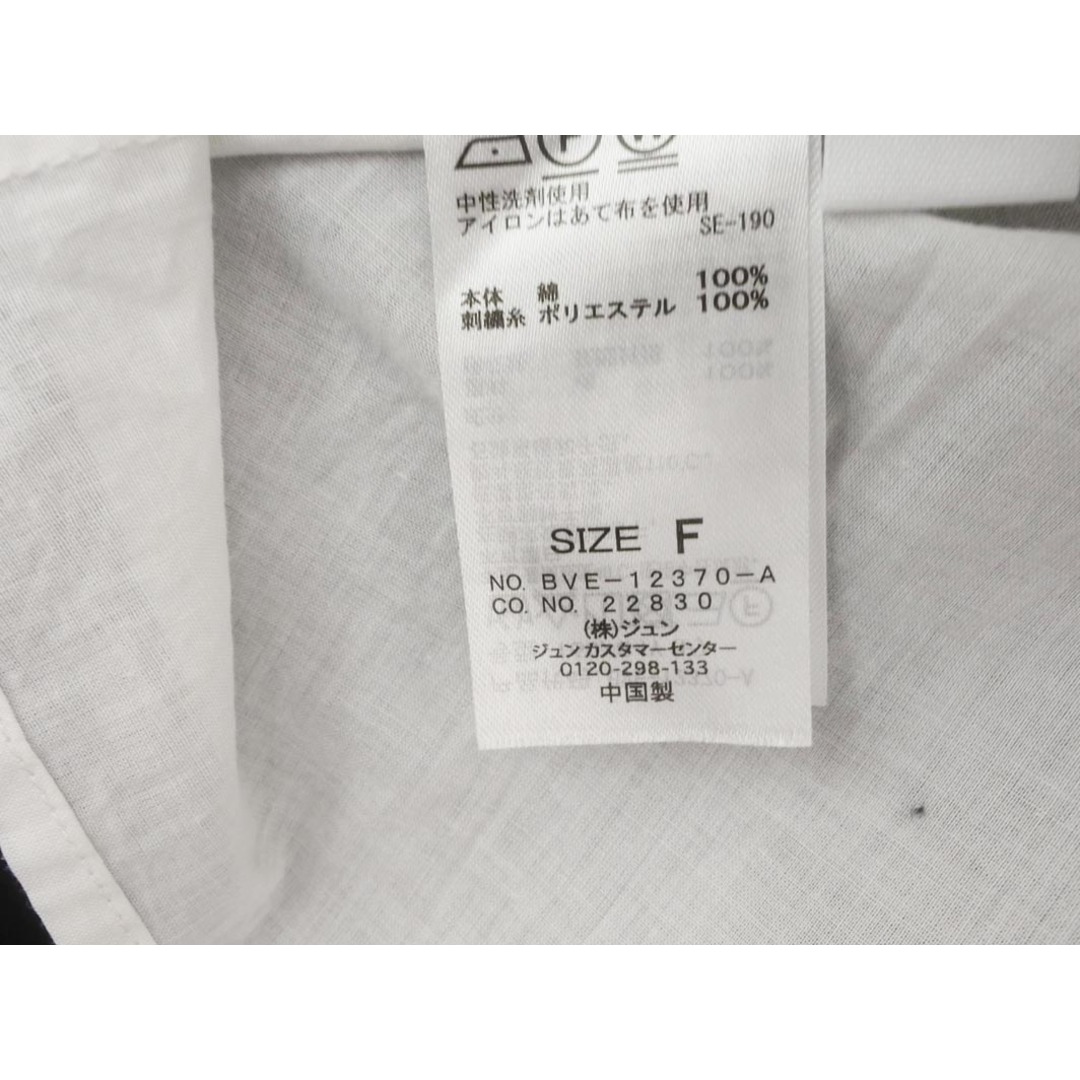 中性洗剤使用
アイロンはあて布を使用
SE-190
本体 綿 100%
刺繍糸 ポリエステル 100%
SIZE F
NO. BVE-12370-A
CO. NO. 22830
(株)ジュン
ジュンカスタマーセンター
0120-298-133
中国製